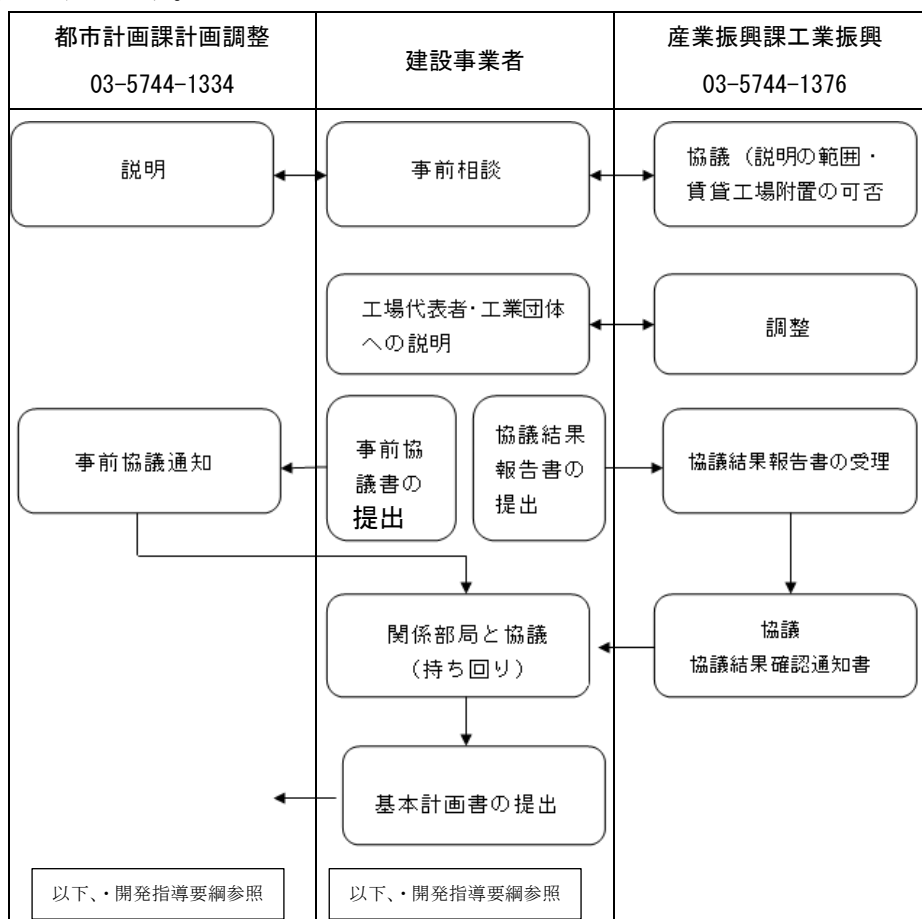 都市計画課計画調整
03-5744-1334
建設事業者
産業振興課工業振興
03-5744-1376
説明
事前相談
協議（説明の範囲・
賃貸工場附置の可否
工場代表者・工業団体
への説明
調整
事前協議通知
事前協
議書の
提出
協議結果
報告書の
提出
協議結果報告書の受理
関係部局と協議
（持ち回り）
協議
協議結果確認通知書
基本計画書の提出
以下、・開発指導要綱参照
以下、・開発指導要綱参照